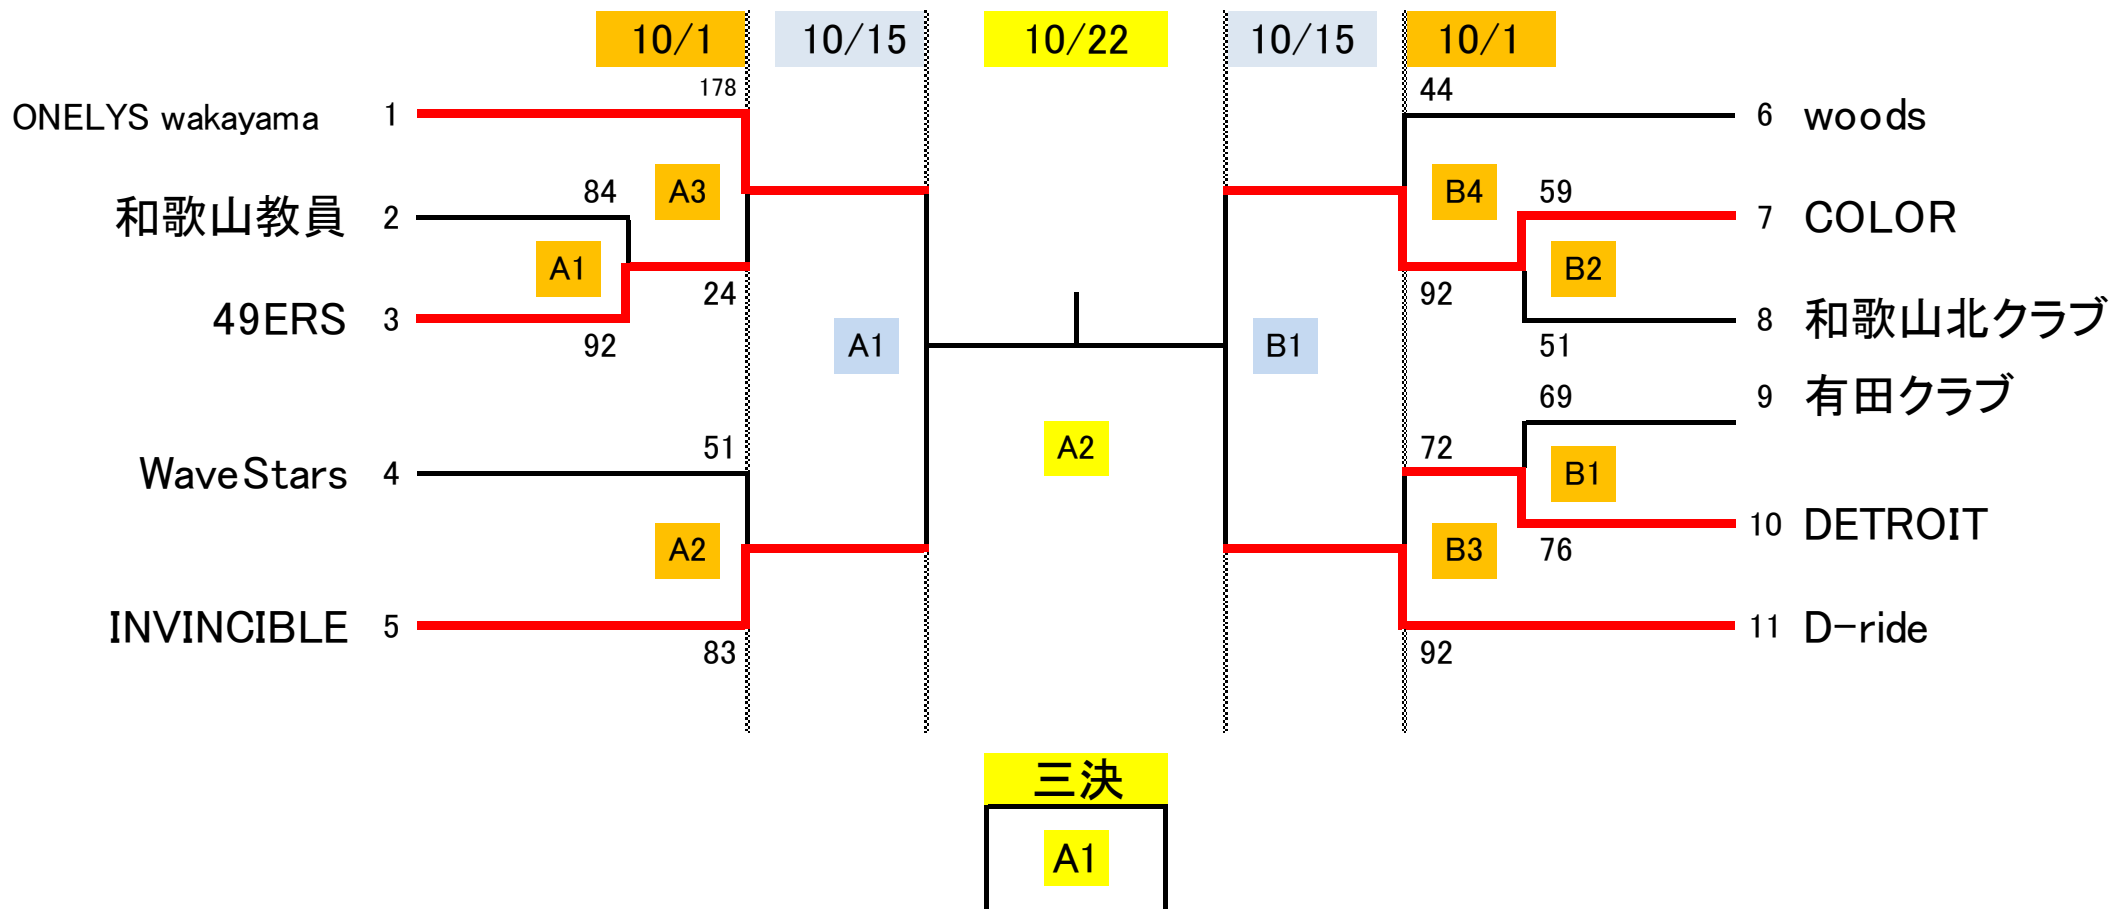 10/1 10/15 10/22 10/15 10/1
178 44
ONELYS wakayama 1 6 woods
A3 B4
84 59
和歌山教員 2 7 COLOR
A1 B2
24 92
49ERS 3 8 和歌山北クラブ
92 A1 B1 51
69 9 有田クラブ
51 A2 72
WaveStars 4 B1
10 DETROIT
A2 B3 76
INVINCIBLE 5 11 D-ride
83 92
三決
A1